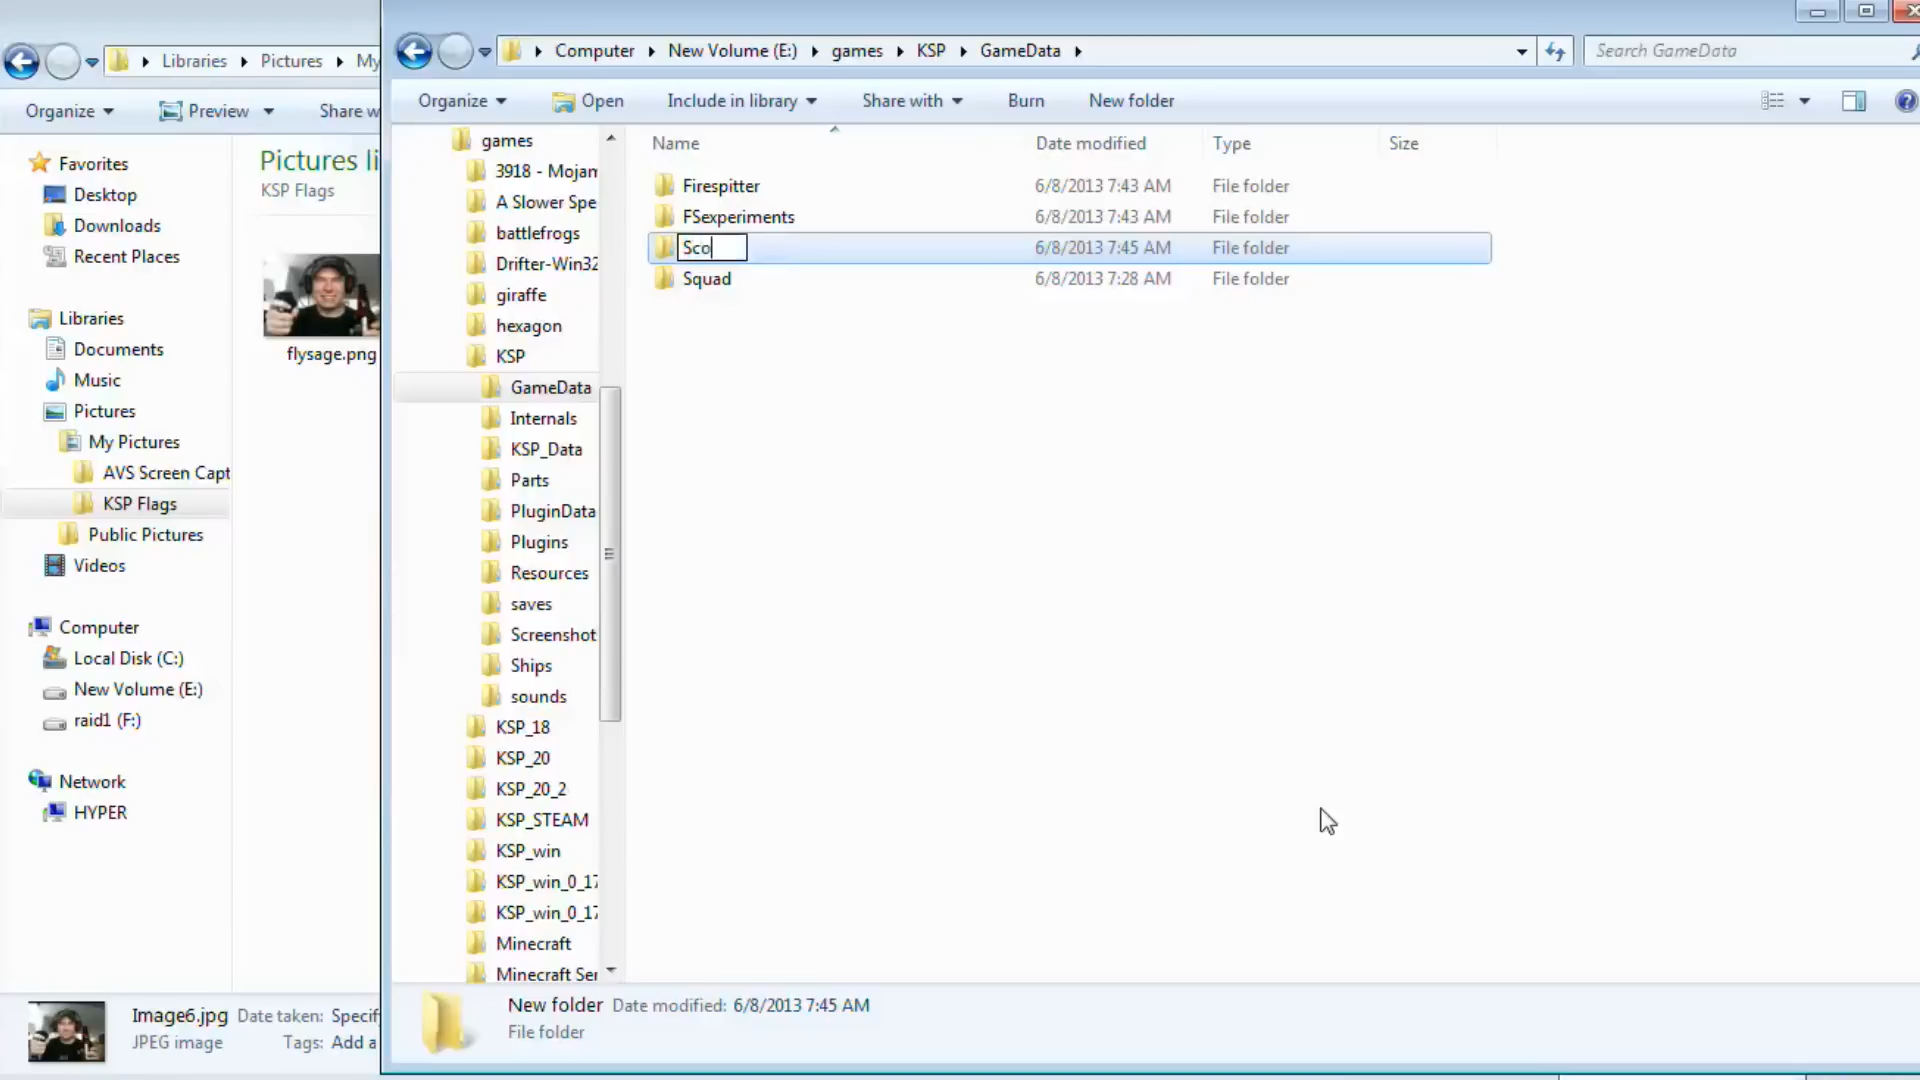 Libraries
Pictures
My
Organize
Preview
Share w
Favorites
Desktop
Downloads
Recent Places
Libraries
Documents
Music
Pictures
My Pictures
AVS Screen Capt
KSP Flags
Public Pictures
Videos
Computer
Local Disk (C:)
New Volume (E:)
raid1 (F:)
Network
HYPER
Pictures li
KSP Flags
flysage.png
Image6.jpg Date taken: Specify
JPEG image Tags: Add a
Computer New Volume (E:) games KSP GameData
Search GameData
Organize Open Include in library Share with Burn New folder
games
3918 - Mojam
A Slower Spe
battlefrogs
Drifter-Win32
giraffe
hexagon
KSP
GameData
Internals
KSP_Data
Parts
PluginData
Plugins
Resources
saves
Screenshot
Ships
sounds
KSP_18
KSP_20
KSP_20_2
KSP_STEAM
KSP_win
KSP_win_0_17
KSP_win_0_17
Minecraft
Minecraft Ser
Name Date modified Type Size
Firespitter 6/8/2013 7:43 AM File folder
FSexperiments 6/8/2013 7:43 AM File folder
Sco 6/8/2013 7:45 AM File folder
Squad 6/8/2013 7:28 AM File folder
New folder Date modified: 6/8/2013 7:45 AM
File folder